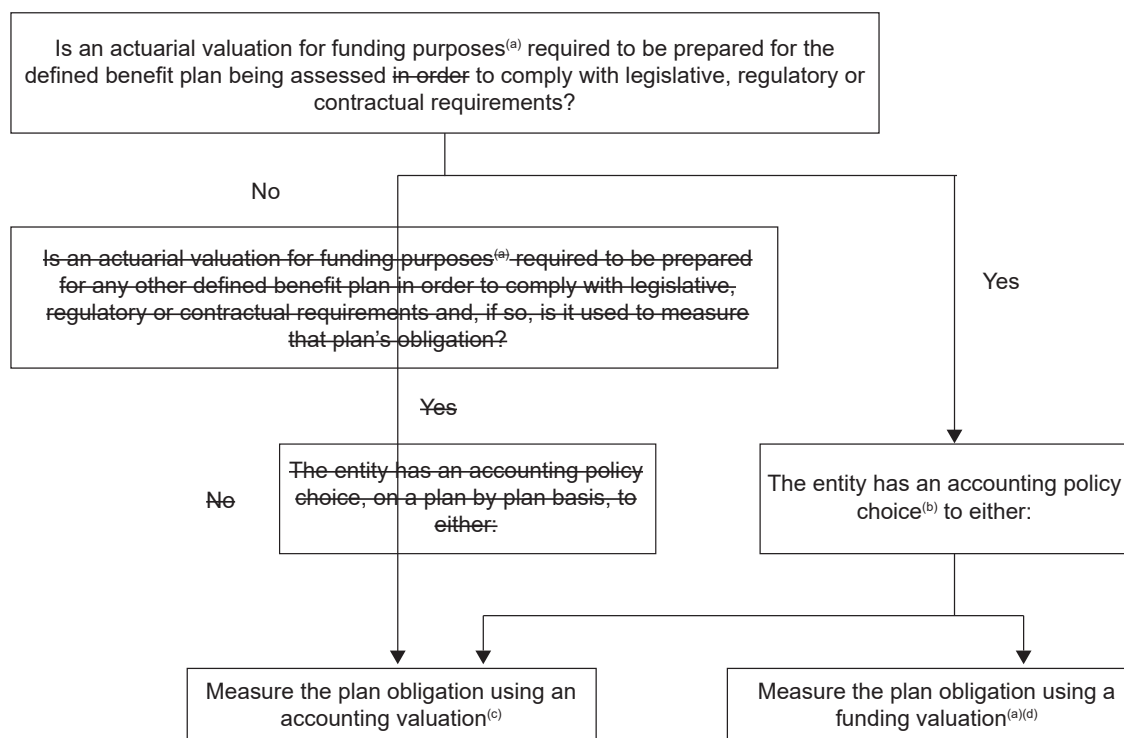 Is an actuarial valuation for funding purposes(a) required to be prepared for the
defined benefit plan being assessed in order to comply with legislative, regulatory or
contractual requirements?
No
Is an actuarial valuation for funding purposes(a) required to be prepared
for any other defined benefit plan in order to comply with legislative,
regulatory or contractual requirements and, if so, is it used to measure
that plan's obligation?
Yes
Yes
No
The entity has an accounting policy
choice, on a plan by plan basis, to
either:
The entity has an accounting policy
choice(b) to either:
Measure the plan obligation using an
accounting valuation(c)
Measure the plan obligation using a
funding valuation(a)(d)